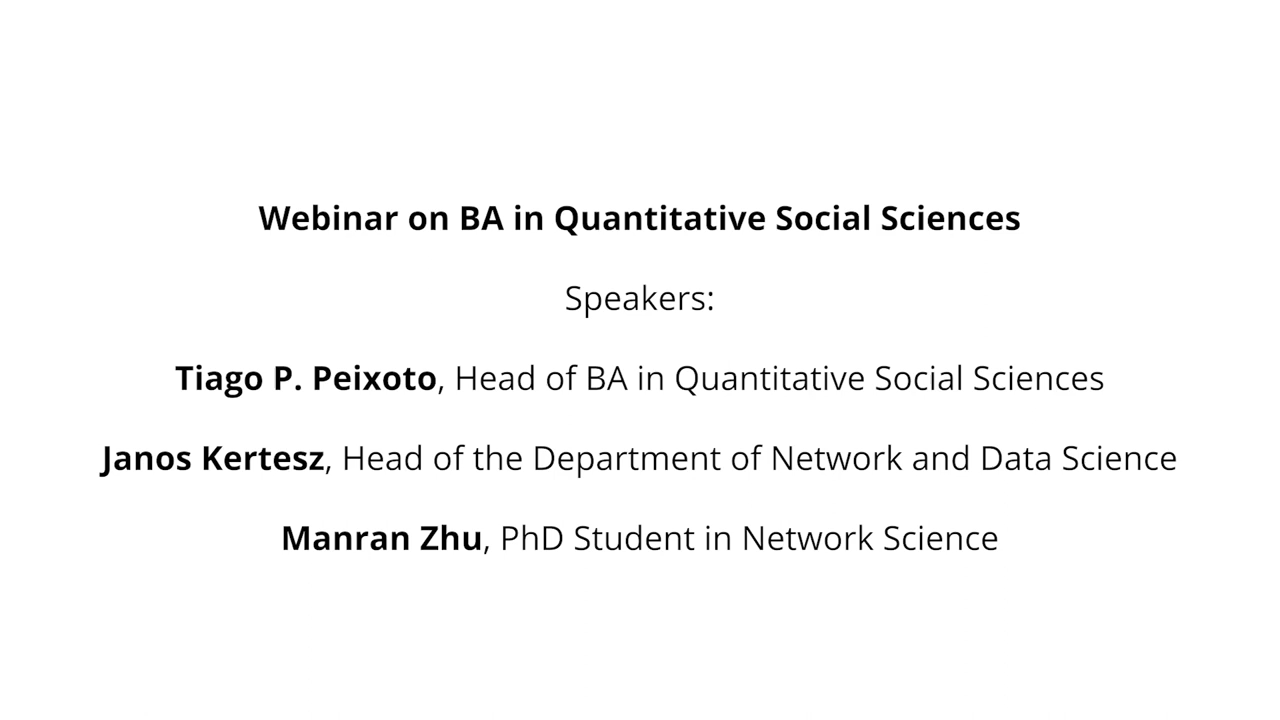 Webinar on BA in Quantitative Social Sciences
Speakers:
Tiago P. Peixoto, Head of BA in Quantitative Social Sciences
Janos Kertesz, Head of the Department of Network and Data Science
Manran Zhu, PhD Student in Network Science